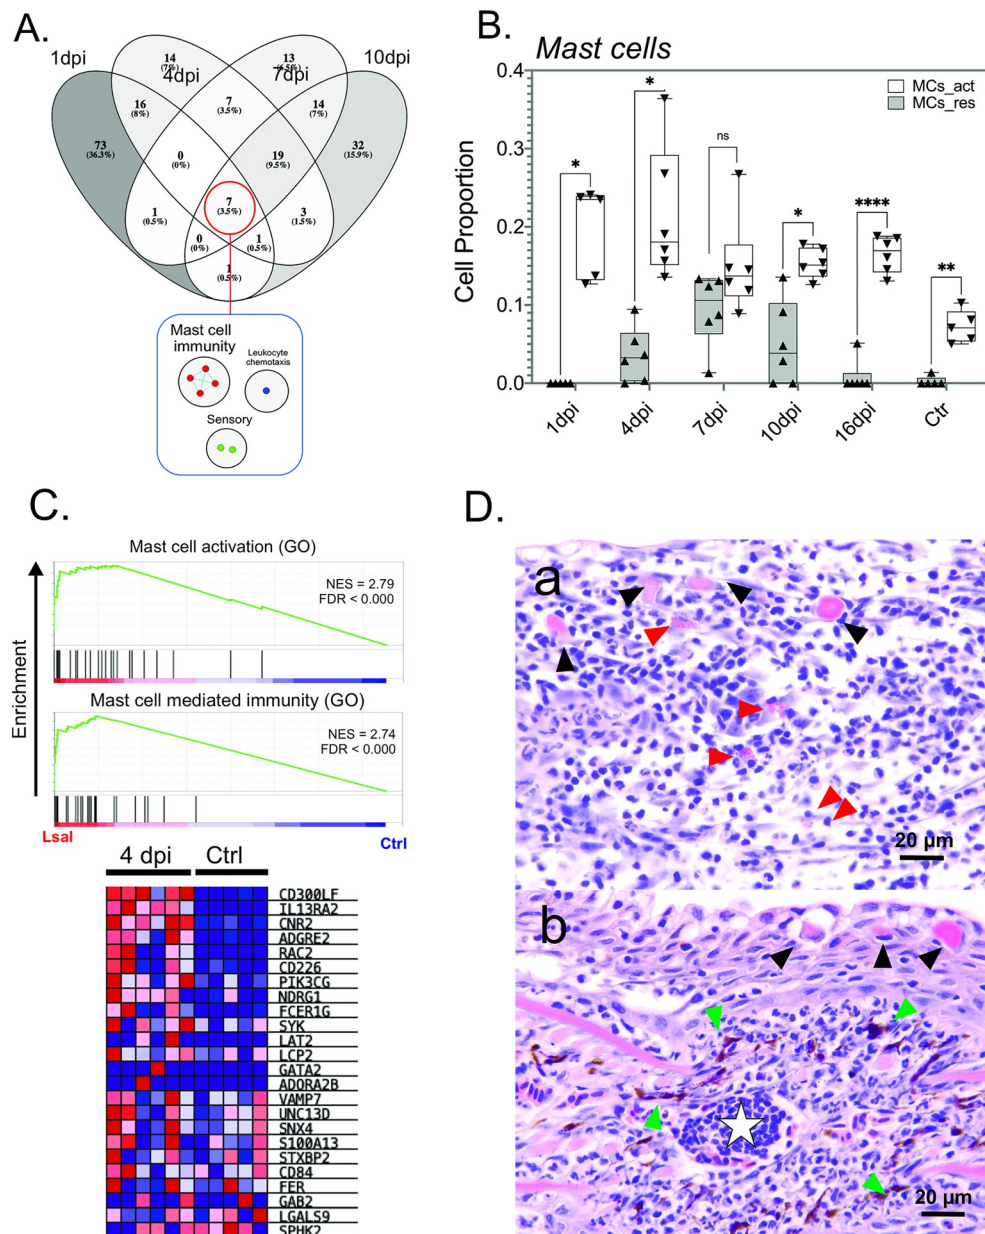 A.
1dpi
4dpi
7dpi
10dpi
14
(7%)
13
(6.5%)
16
(8%)
7
(3.5%)
14
(7%)
73
(36.3%)
0
(0%)
19
(9.5%)
32
(15.9%)
1
(0.5%)
7
(3.5%)
3
(1.5%)
0
(0%)
1
(0.5%)
1
(0.5%)
Mast cell
immunity
Leukocyte
chemotaxis
Sensory
B.
Mast cells
Cell Proportion
0.4
0.3
0.2
0.1
0.0
MCs_act
MCs_res
*
*
ns
*
****
**
1dpi
4dpi
7dpi
10dpi
16dpi
Ctr
C.
Enrichment
Mast cell activation (GO)
NES = 2.79
FDR < 0.000
Mast cell mediated immunity (GO)
NES = 2.74
FDR < 0.000
Lsal
Ctrl
4 dpi
Ctrl
CD300LF
IL13RA2
CNR2
ADGRE2
RAC2
CD226
PIK3CG
NDRG1
FCER1G
SYK
LAT2
LCP2
GATA2
ADORA2B
VAMP7
UNC13D
SNX4
S100A13
STXBP2
CD84
FER
GAB2
LGALS9
SPHK2
D.
a
20 µm
b
20 µm